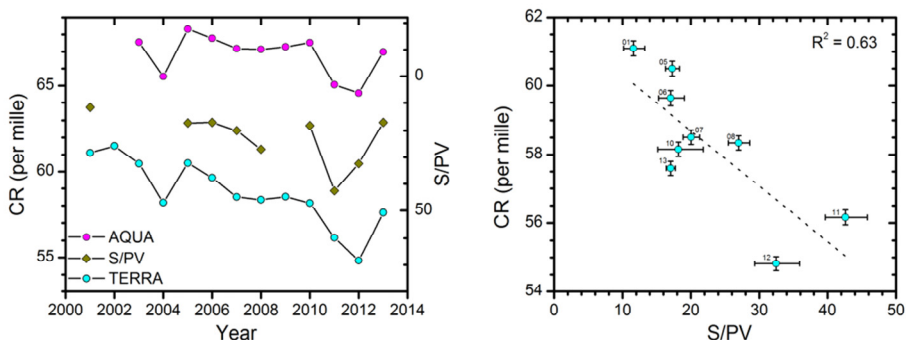 65
60
55
CR (per mille)
0
50
S/PV
AQUA
S/PV
TERRA
2000 2002 2004 2006 2008 2010 2012 2014
Year
62
60
58
56
54
CR (per mille)
R² = 0.63
01
05
06
07
08
10
13
11
12
0 10 20 30 40 50
S/PV